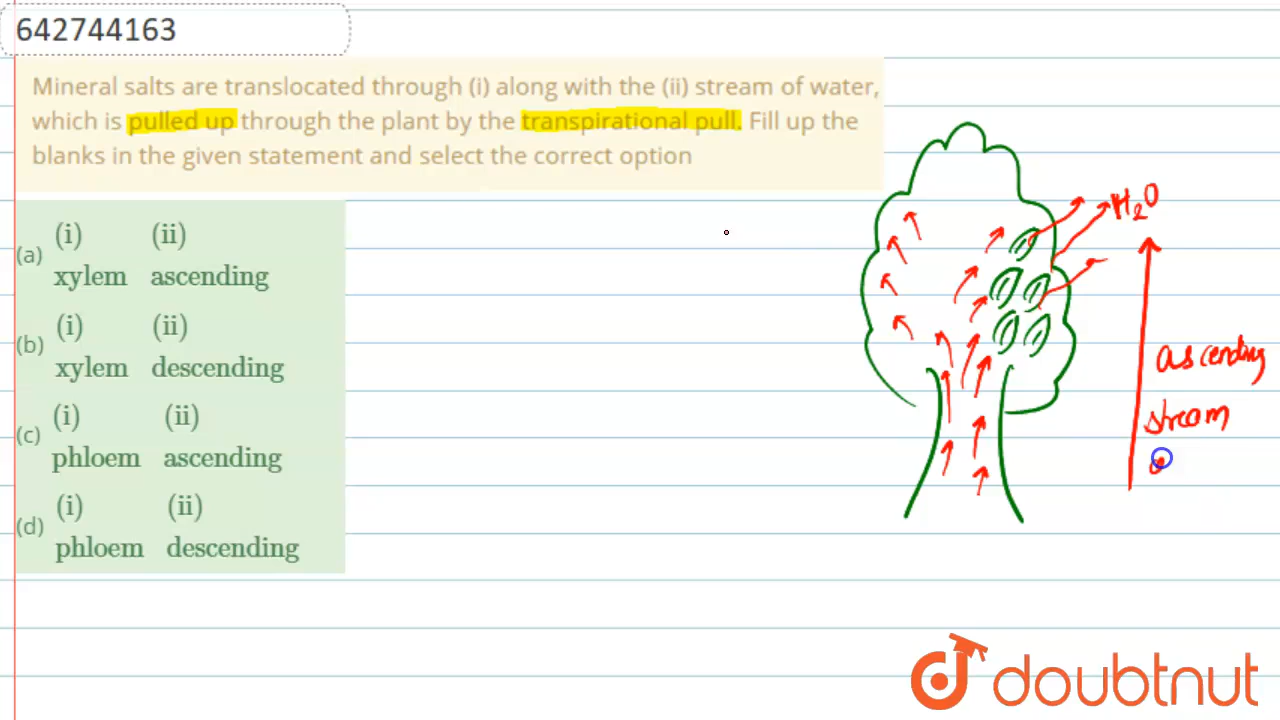 642744163
Mineral salts are translocated through (i) along with the (ii) stream of water,
which is pulled up through the plant by the transpirational pull. Fill up the
blanks in the given statement and select the correct option
(a) (i) (ii)
xylem ascending
(b) (i) (ii)
xylem descending
(c) (i) (ii)
phloem ascending
(d) (i) (ii)
phloem descending
H2O
ascending
stream
doubtnut